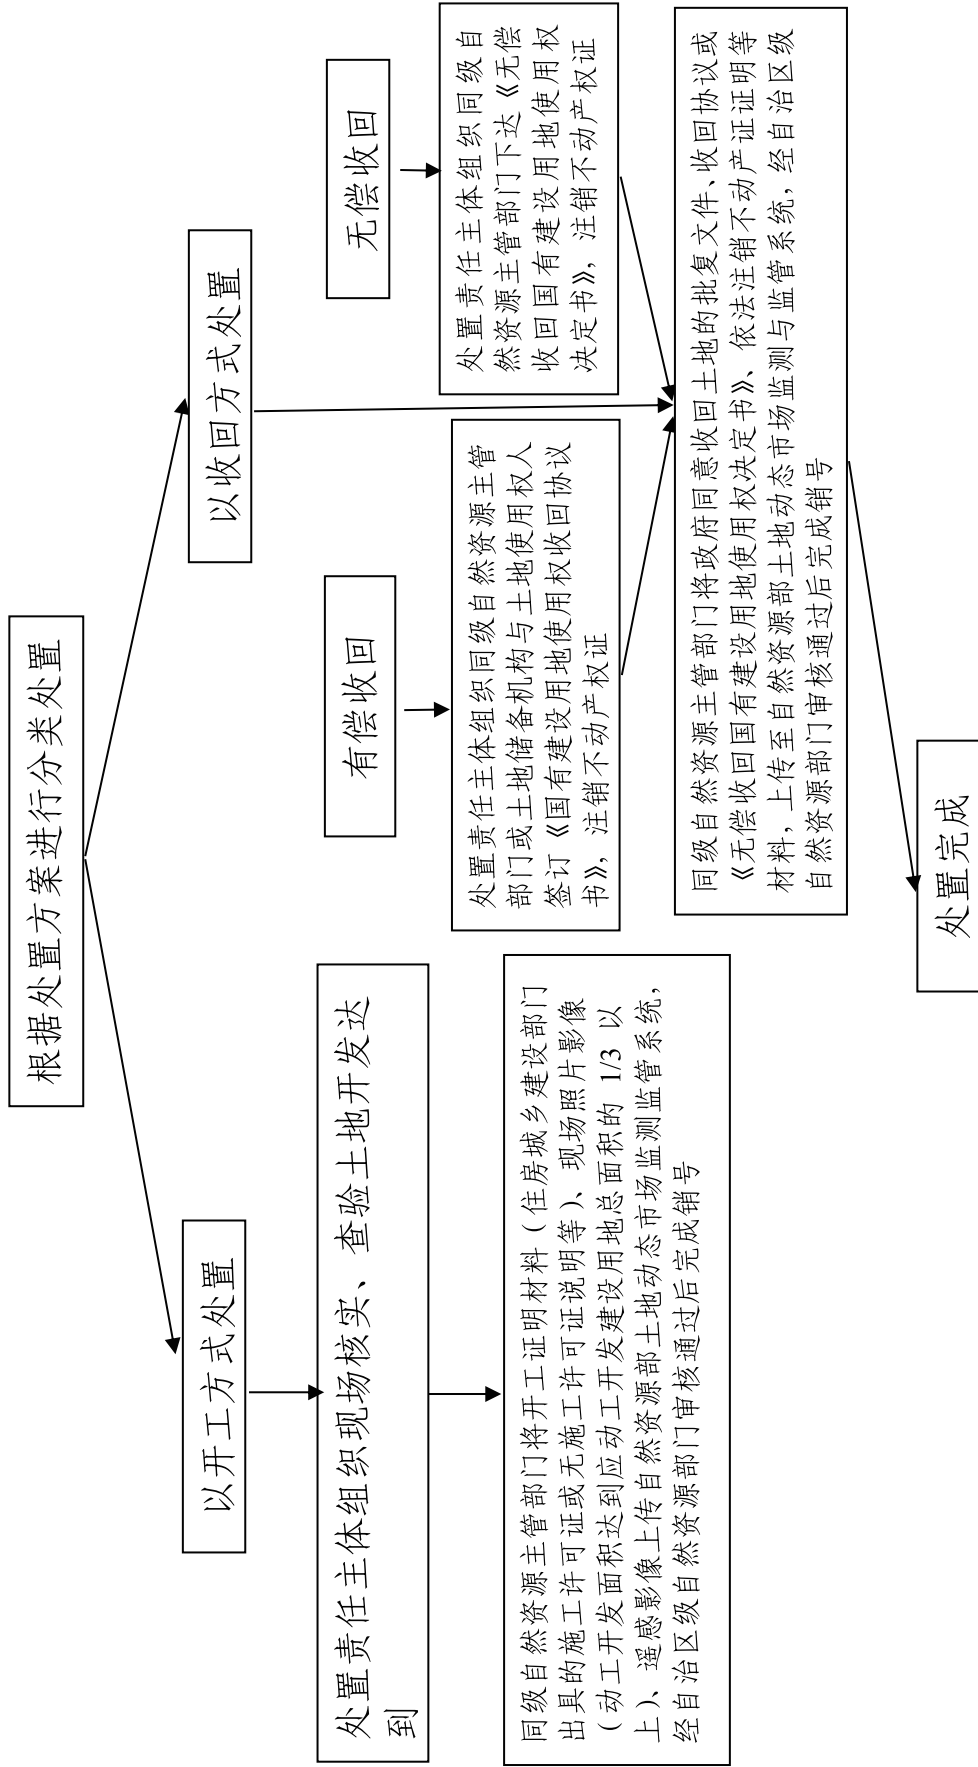 根据处置方案进行分类处置
以开工方式处置
处置责任主体组织现场核实、查验土地开发达
到
同级自然资源主管部门将开工证明材料（住房城乡建设部门
出具的施工许可证或无施工许可证说明等）、现场照片影像
（动工开发面积达到应动工开发建设用地总面积的 1/3 以
上）、遥感影像上传自然资源部土地动态市场监测监管系统，
经自治区级自然资源部门审核通过后完成销号
以收回方式处置
有偿收回
处置责任主体组织同级自然资源主管
部门或土地储备机构与土地使用权人
签订《国有建设用地使用权收回协议
书》，注销不动产权证
无偿收回
处置责任主体组织同级自
然资源主管部门下达《无偿
收回国有建设用地使用权
决定书》，注销不动产权证
同级自然资源主管部门将政府同意收回土地的批复文件、收回协议或
《无偿收回国有建设用地使用权决定书》、依法注销不动产证证明等
材料，上传至自然资源部土地动态市场监测与监管系统，经自治区级
自然资源部门审核通过后完成销号
处置完成